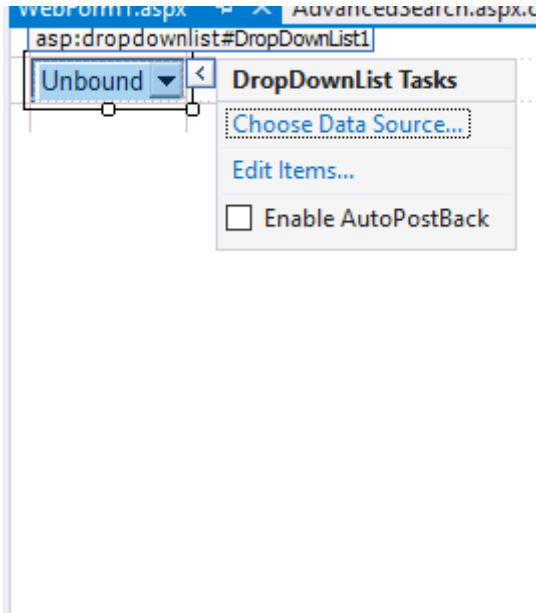 WebForm1.aspx AdvancedSearch.aspx.c
asp:dropdownlist#DropDownList1
Unbound
DropDownList Tasks
Choose Data Source...
Edit Items...
Enable AutoPostBack